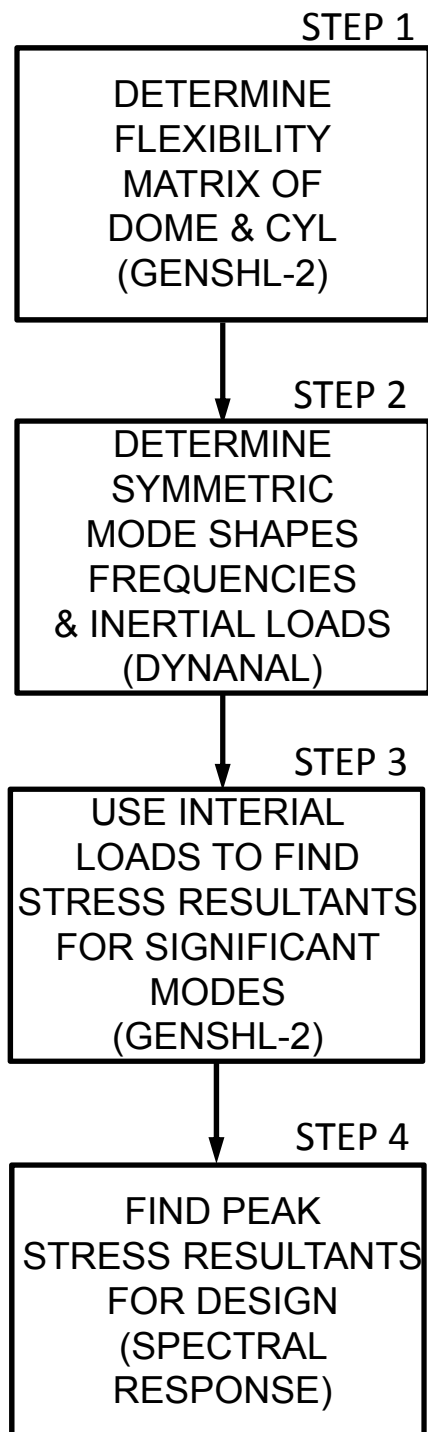 STEP 1
DETERMINE
FLEXIBILITY
MATRIX OF
DOME & CYL
(GENSHL-2)
STEP 2
DETERMINE
SYMMETRIC
MODE SHAPES
FREQUENCIES
& INERTIAL LOADS
(DYNANAL)
STEP 3
USE INTERIAL
LOADS TO FIND
STRESS RESULTANTS
FOR SIGNIFICANT
MODES
(GENSHL-2)
STEP 4
FIND PEAK
STRESS RESULTANTS
FOR DESIGN
(SPECTRAL
RESPONSE)